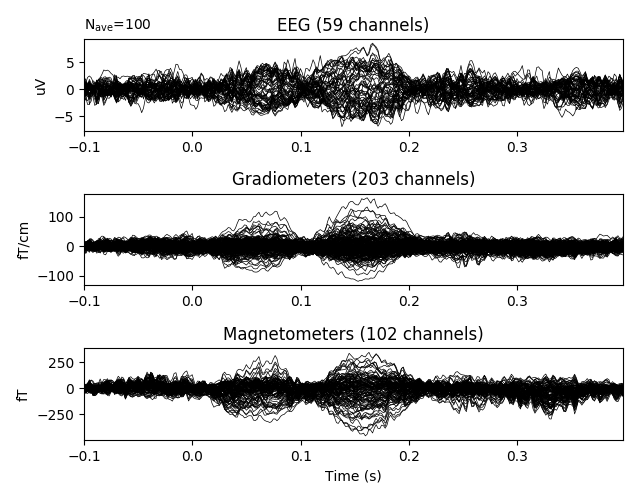 N_ave=100
EEG (59 channels)
uV
5
0
−5
−0.1 0.0 0.1 0.2 0.3
Gradiometers (203 channels)
fT/cm
100
0
−100
−0.1 0.0 0.1 0.2 0.3
Magnetometers (102 channels)
fT
250
0
−250
−0.1 0.0 0.1 0.2 0.3
Time (s)